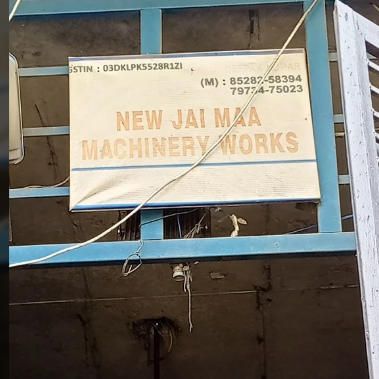 GSTIN : 03DKLPK5528R1ZI
(M) : 85282-58394
79734-75023
NEW JAI MAA
MACHINERY WORKS